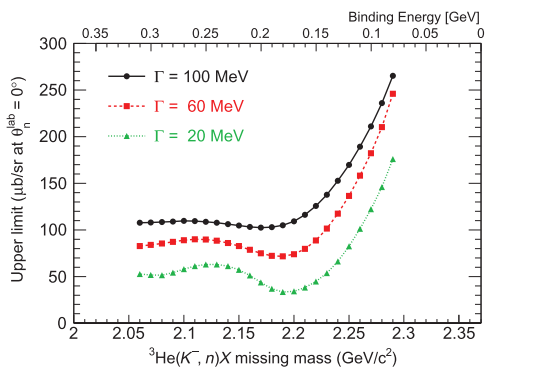 Binding Energy [GeV]
0.35 0.3 0.25 0.2 0.15 0.1 0.05 0
300
250
200
150
100
50
0
Upper limit (μb/sr at θₙˡᵃᵇ = 0°)
Γ = 100 MeV
Γ = 60 MeV
Γ = 20 MeV
2 2.05 2.1 2.15 2.2 2.25 2.3 2.35
³He(K⁻, n)X missing mass (GeV/c²)